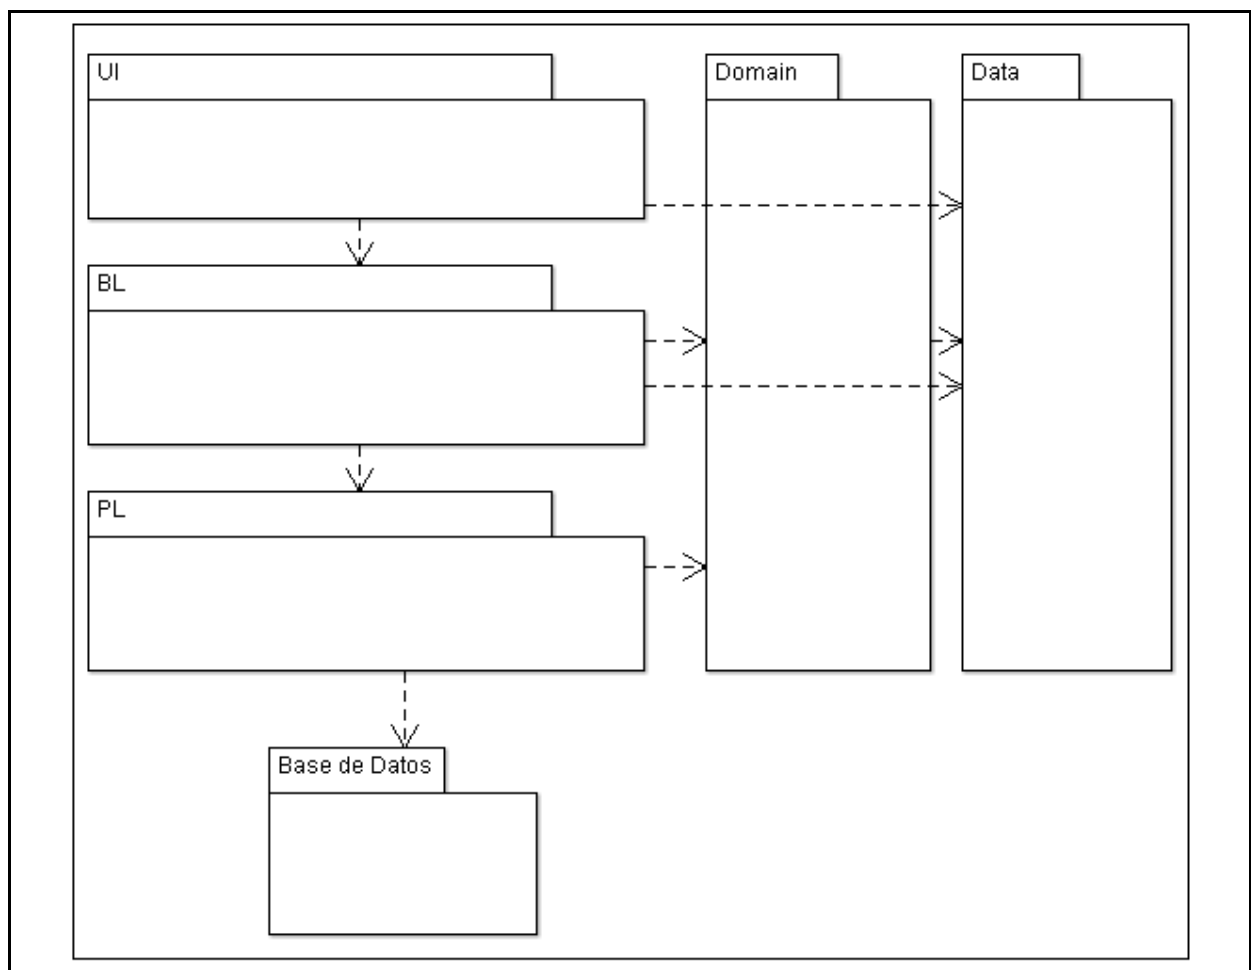 UI
Domain
Data
BL
PL
Base de Datos